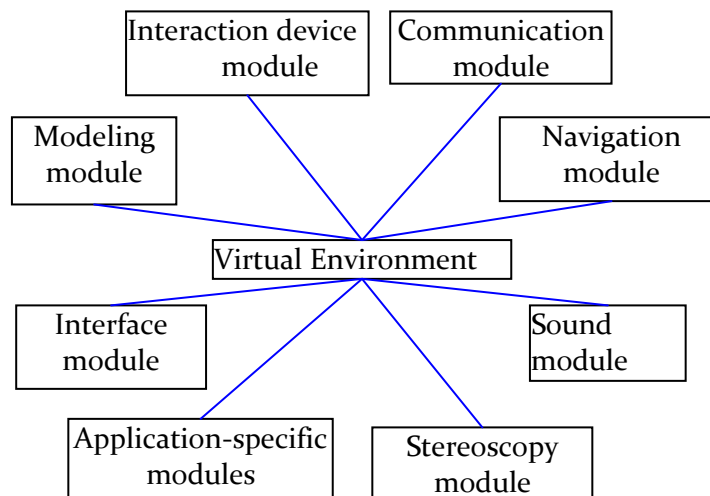 Interaction device
module
Communication
module
Modeling
module
Navigation
module
Virtual Environment
Interface
module
Sound
module
Application-specific
modules
Stereoscopy
module